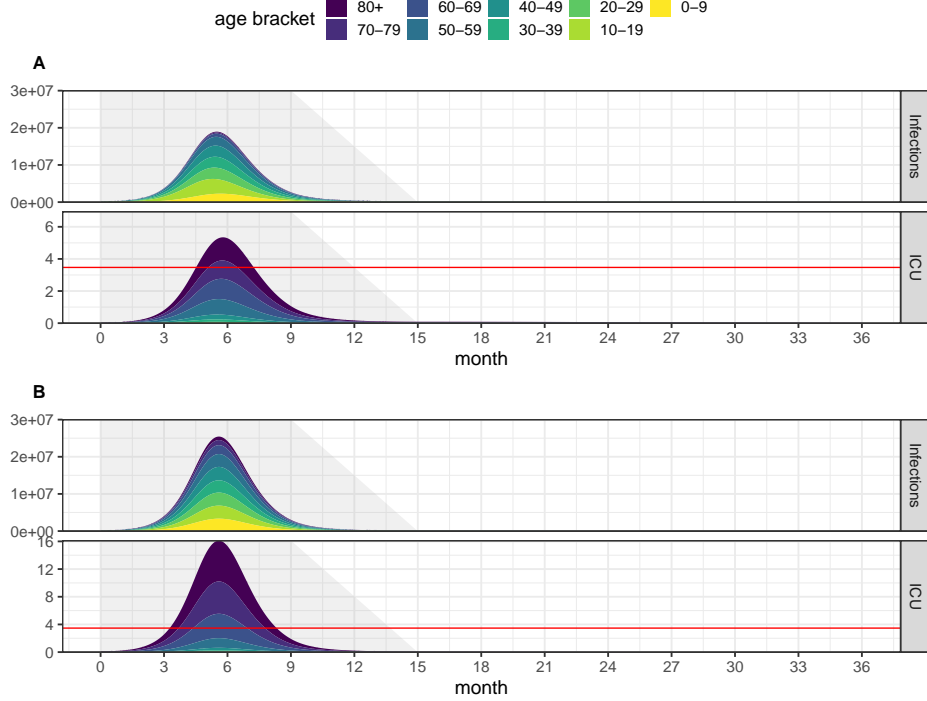 age bracket
80+ 60−69 40−49 20−29 0−9
70−79 50−59 30−39 10−19
A
3e+07
2e+07
1e+07
0e+00
Infections
6
4
2
0
ICU
0 3 6 9 12 15 18 21 24 27 30 33 36
month
B
3e+07
2e+07
1e+07
0e+00
Infections
16
12
8
4
0
ICU
0 3 6 9 12 15 18 21 24 27 30 33 36
month